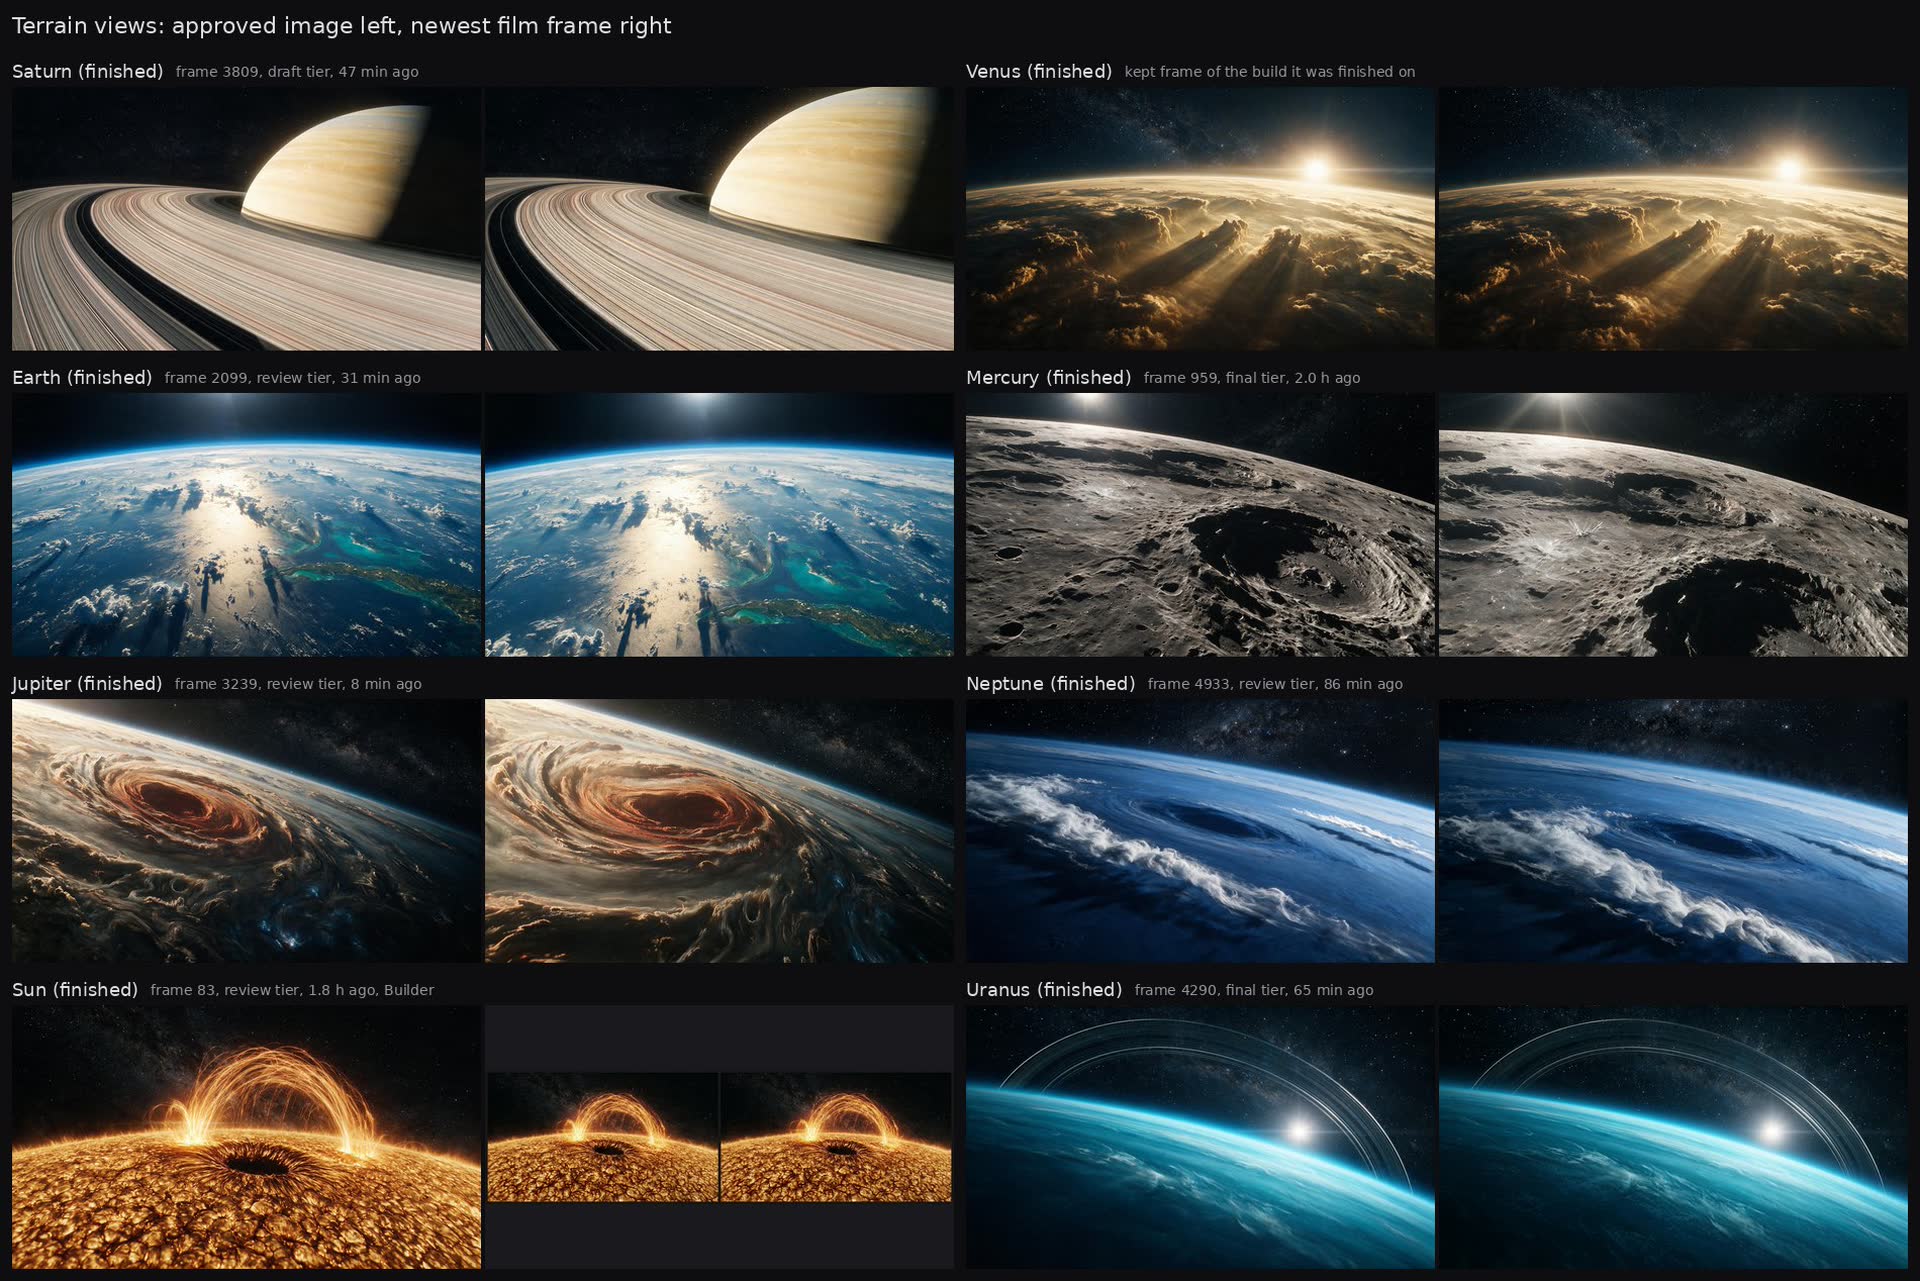 Terrain views: approved image left, newest film frame right
Saturn (finished) frame 3809, draft tier, 47 min ago
Venus (finished) kept frame of the build it was finished on
Earth (finished) frame 2099, review tier, 31 min ago
Mercury (finished) frame 959, final tier, 2.0 h ago
Jupiter (finished) frame 3239, review tier, 8 min ago
Neptune (finished) frame 4933, review tier, 86 min ago
Sun (finished) frame 83, review tier, 1.8 h ago, Builder
Uranus (finished) frame 4290, final tier, 65 min ago